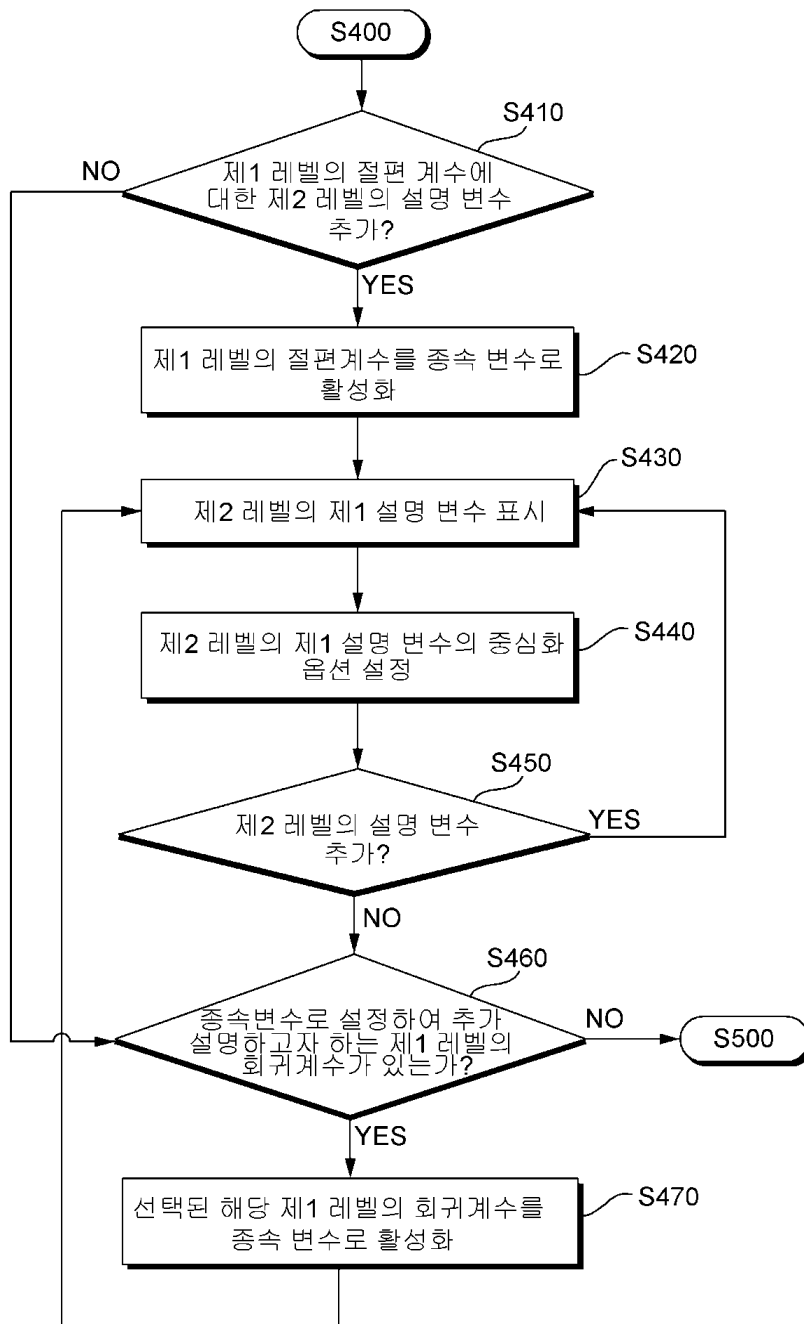 S400
S410
NO
제1 레벨의 절편 계수에
대한 제2 레벨의 설명 변수
추가?
YES
제1 레벨의 절편계수를 종속 변수로
활성화
S420
S430
제2 레벨의 제1 설명 변수 표시
제2 레벨의 제1 설명 변수의 중심화
옵션 설정
S440
S450
제2 레벨의 설명 변수
추가?
YES
NO
S460
종속변수로 설정하여 추가
설명하고자 하는 제1 레벨의
회귀계수가 있는가?
NO
S500
YES
선택된 해당 제1 레벨의 회귀계수를
종속 변수로 활성화
S470